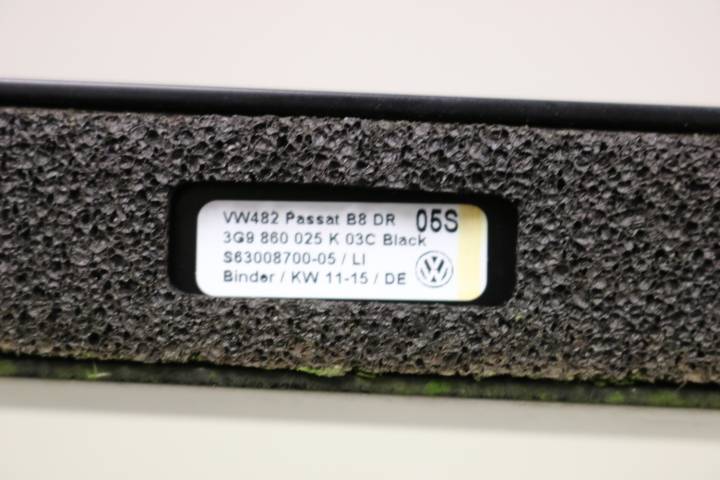 VW482 Passat B8 DR 05S
3G9 860 025 K 03C Black
S63008700-05 / LI
Binder / KW 11-15 / DE